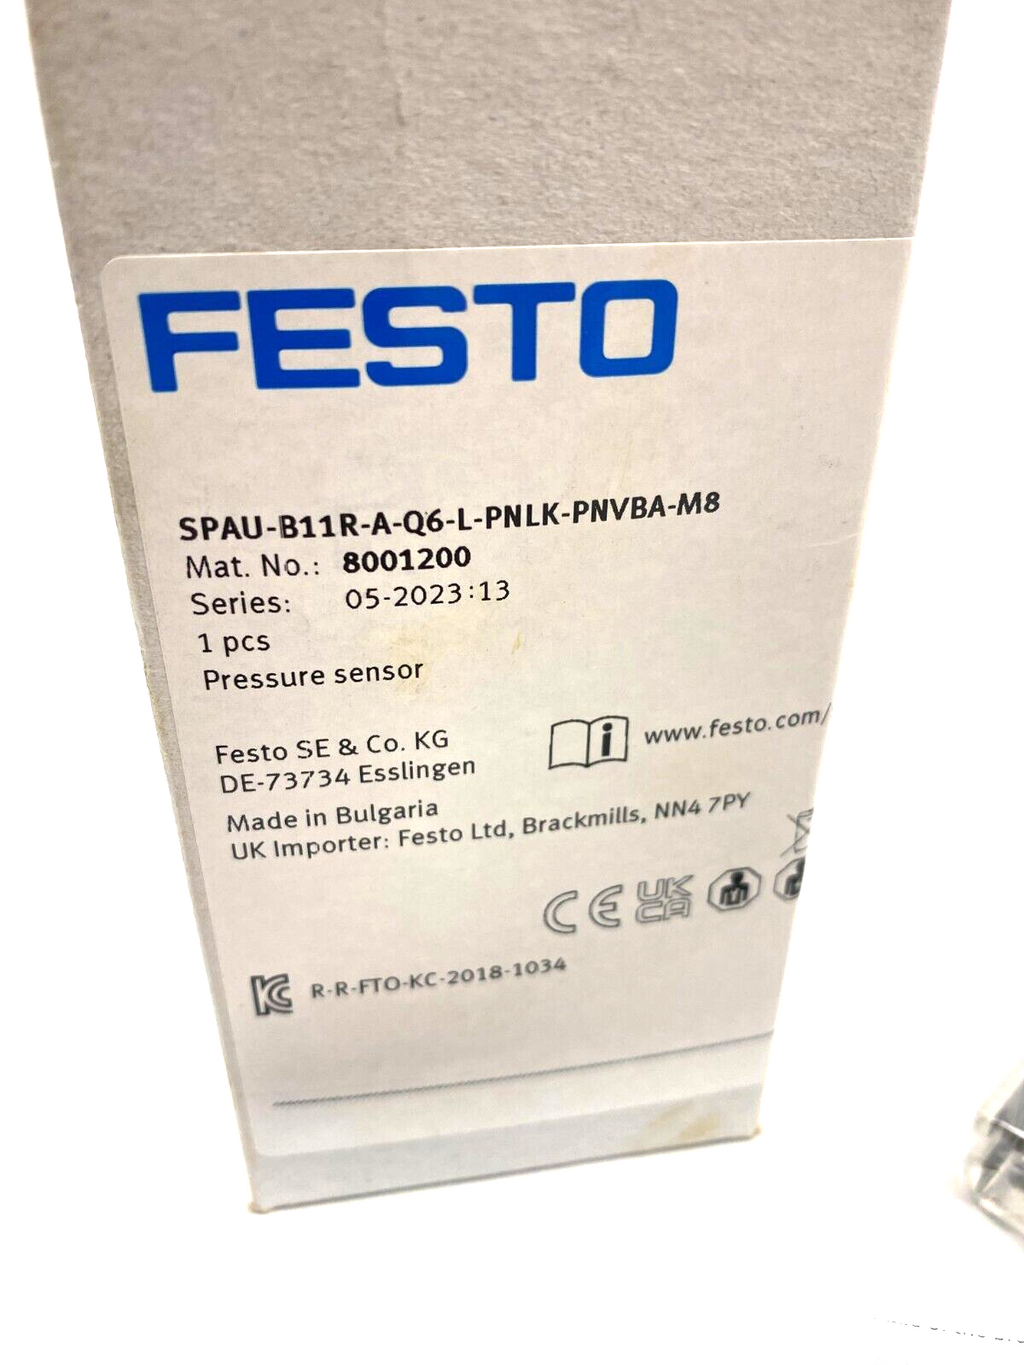 FESTO
SPAU-B11R-A-Q6-L-PNLK-PNVBA-M8
Mat. No.: 8001200
Series: 05-2023:13
1 pcs
Pressure sensor
Festo SE & Co. KG
DE-73734 Esslingen
www.festo.com/
Made in Bulgaria
UK Importer: Festo Ltd, Brackmills, NN4 7PY
CE UK
CA
KC R-R-FTO-KC-2018-1034